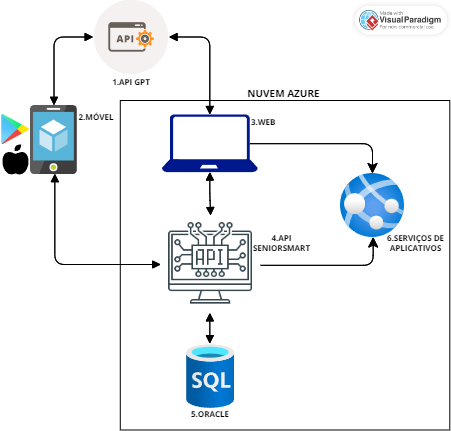 Made with
Visual Paradigm
For non commercial use
API
1.API GPT
NUVEM AZURE
2.MÓVEL
3.WEB
4.API
SENIORSMART
API
6.SERVIÇOS DE
APLICATIVOS
SQL
5.ORACLE